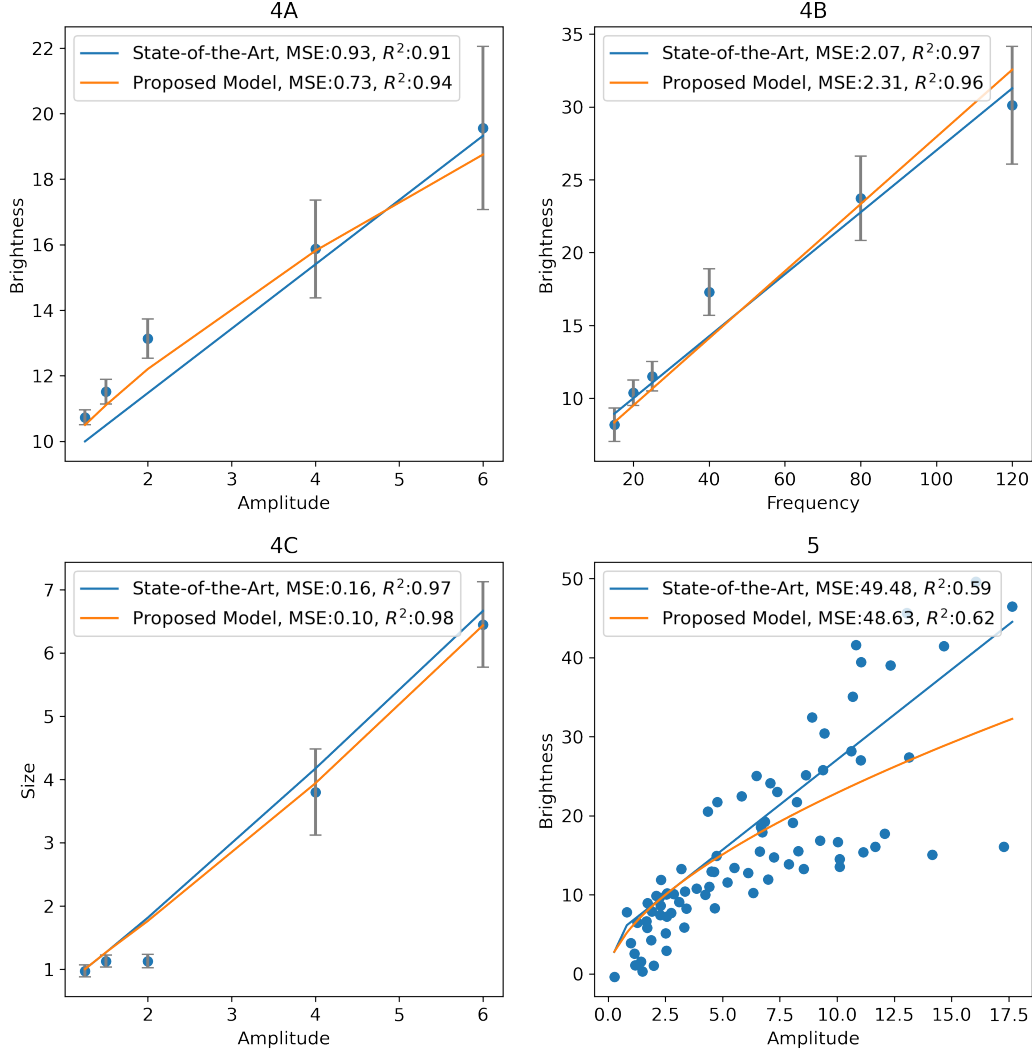 4A
State-of-the-Art, MSE:0.93, R²:0.91
Proposed Model, MSE:0.73, R²:0.94
22
20
18
16
14
12
10
Brightness
2
3
4
5
6
Amplitude
4B
State-of-the-Art, MSE:2.07, R²:0.97
Proposed Model, MSE:2.31, R²:0.96
35
30
25
20
15
10
Brightness
20
40
60
80
100
120
Frequency
4C
State-of-the-Art, MSE:0.16, R²:0.97
Proposed Model, MSE:0.10, R²:0.98
7
6
5
4
3
2
1
Size
2
3
4
5
6
Amplitude
5
State-of-the-Art, MSE:49.48, R²:0.59
Proposed Model, MSE:48.63, R²:0.62
50
40
30
20
10
0
Brightness
0.0
2.5
5.0
7.5
10.0
12.5
15.0
17.5
Amplitude